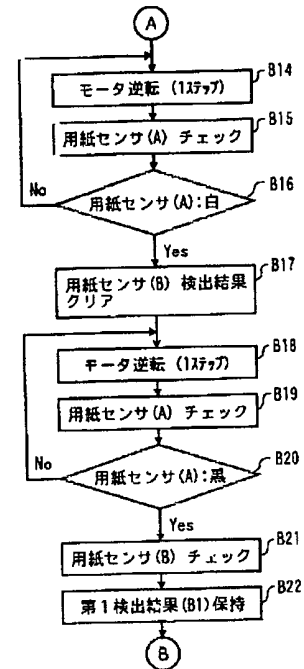 A
B14
モータ逆転 (1ステップ)
B15
用紙センサ(A) チェック
B16
用紙センサ(A):白
No
Yes
B17
用紙センサ(B) 検出結果
クリア
B18
モータ逆転 (1ステップ)
B19
用紙センサ(A) チェック
B20
用紙センサ(A):黒
No
Yes
B21
用紙センサ(B) チェック
B22
第1検出結果(B1)保持
B